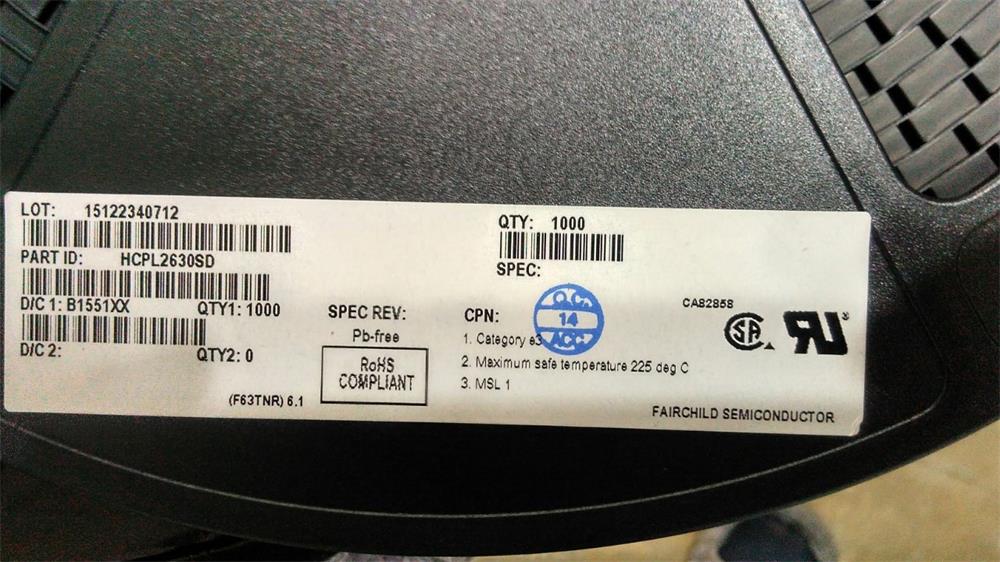 LOT: 15122340712
QTY: 1000
PART ID: HCPL2630SD
SPEC:
D/C 1: B1551XX QTY1: 1000
SPEC REV:
CPN:
Q.C.
14
ACC.
CA82858
D/C 2: QTY2: 0
Pb-free
RoHS
COMPLIANT
1. Category e3
2. Maximum safe temperature 225 deg C
3. MSL 1
(F63TNR) 6.1
FAIRCHILD SEMICONDUCTOR